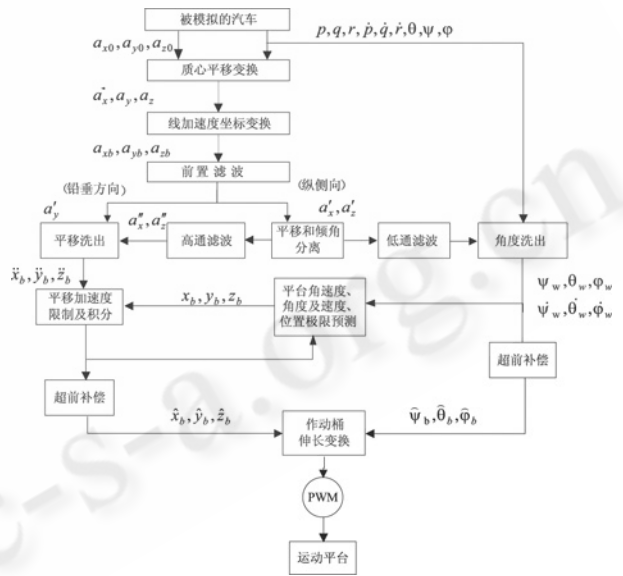 被模拟的汽车
p, q, r, ṗ, q̇, ṙ, θ, ψ, φ
a_x0, a_y0, a_z0
质心平移变换
a_x, a_y, a_z
线加速度坐标变换
a_xb, a_yb, a_zb
前置滤波
(铅垂方向)
(纵侧向)
a′_y
a″_x, a″_z
a′_x, a′_z
平移洗出
高通滤波
平移和倾角
分离
低通滤波
角度洗出
ẍ_b, ÿ_b, z̈_b
平移加速度
限制及积分
x_b, y_b, z_b
平台角速度、
角度及速度、
位置极限预测
ψ_w, θ_w, φ_w
ψ̇_w, θ̇_w, φ̇_w
超前补偿
超前补偿
x̂_b, ŷ_b, ẑ_b
作动桶
伸长变换
ψ̂_b, θ̂_b, φ̂_b
PWM
运动平台
c-s-a.org.cn